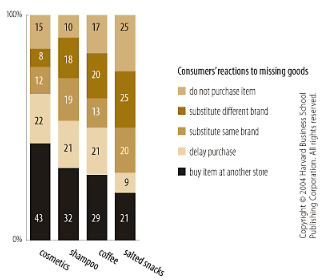 100%
15 10 17 25
8 18 20 25
12 19 13 20
22 21 21 9
43 32 29 21
0%
cosmetics
shampoo
coffee
salted snacks
Consumers' reactions to missing goods
do not purchase item
substitute different brand
substitute same brand
delay purchase
buy item at another store
Copyright © 2004 Harvard Business School
Publishing Corporation. All rights reserved.